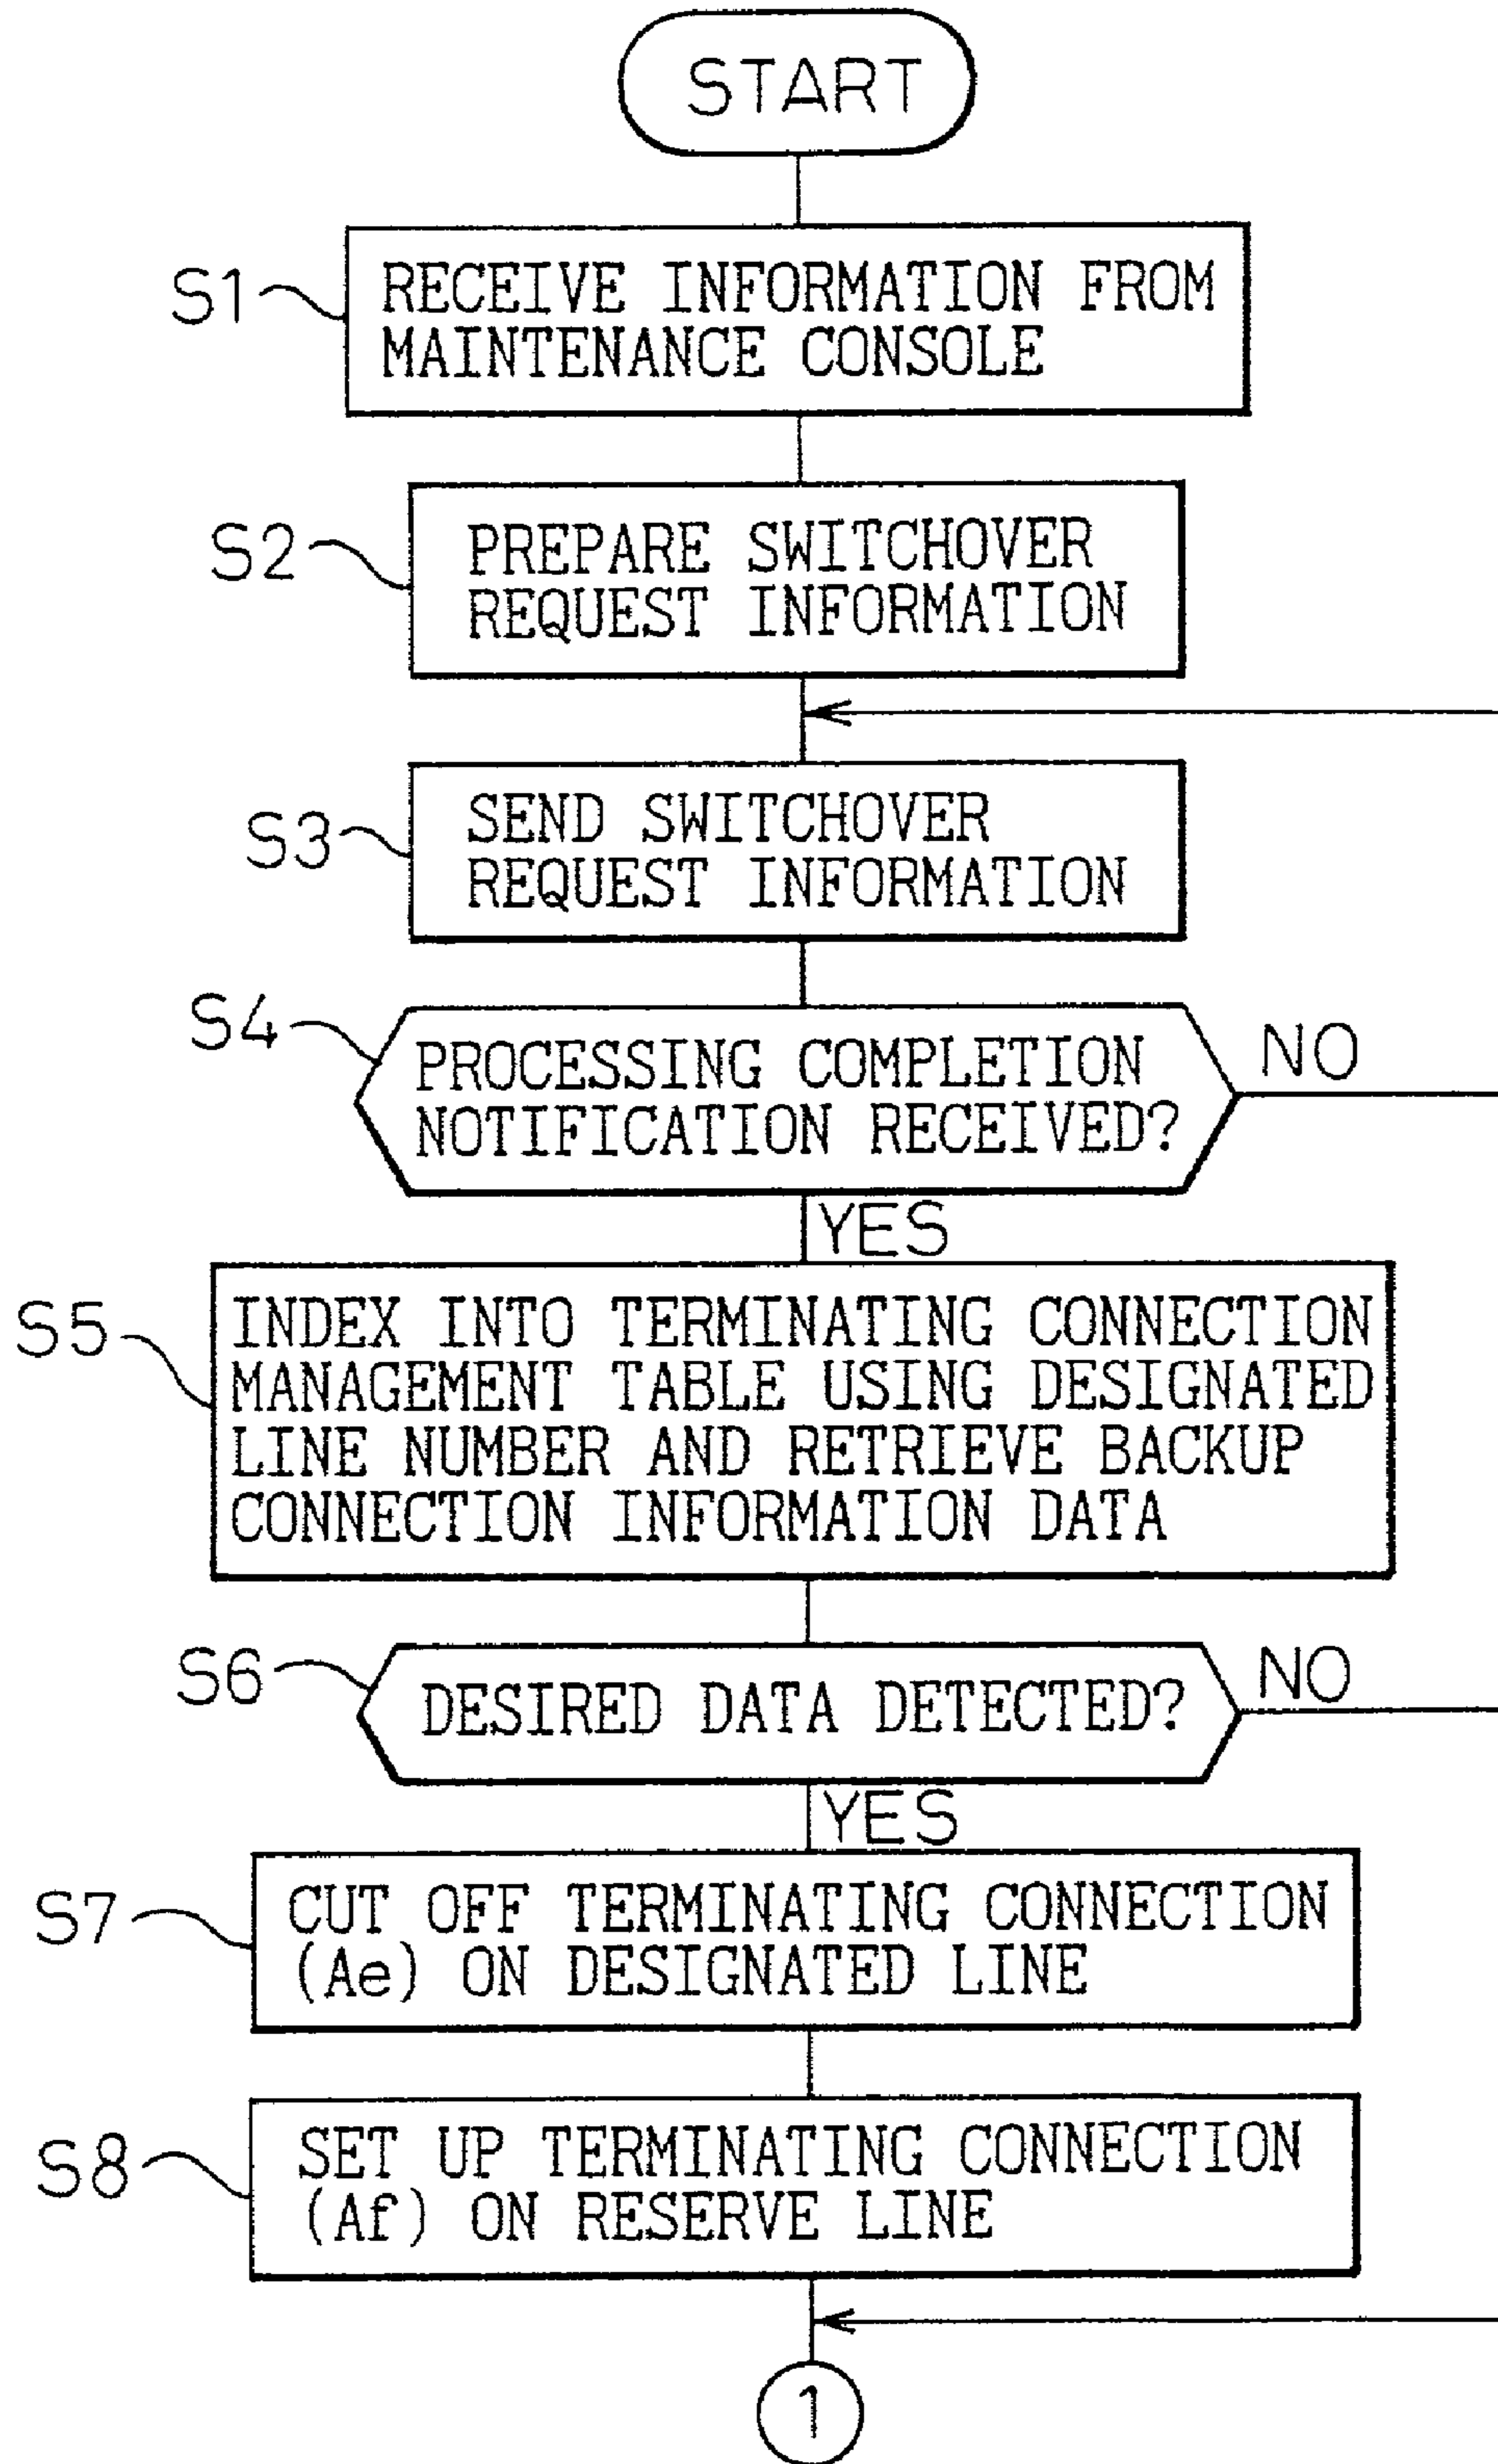 START
S1
RECEIVE INFORMATION FROM
MAINTENANCE CONSOLE
S2
PREPARE SWITCHOVER
REQUEST INFORMATION
S3
SEND SWITCHOVER
REQUEST INFORMATION
S4
PROCESSING COMPLETION
NOTIFICATION RECEIVED?
NO
YES
S5
INDEX INTO TERMINATING CONNECTION
MANAGEMENT TABLE USING DESIGNATED
LINE NUMBER AND RETRIEVE BACKUP
CONNECTION INFORMATION DATA
S6
DESIRED DATA DETECTED?
NO
YES
S7
CUT OFF TERMINATING CONNECTION
(Ae) ON DESIGNATED LINE
S8
SET UP TERMINATING CONNECTION
(Af) ON RESERVE LINE
1